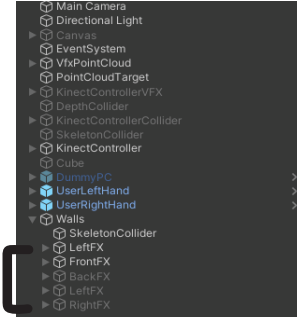 Main Camera
Directional Light
Canvas
EventSystem
VfxPointCloud
PointCloudTarget
KinectControllerVFX
DepthCollider
KinectControllerCollider
SkeletonCollider
KinectController
Cube
DummyPC
UserLeftHand
UserRightHand
Walls
SkeletonCollider
LeftFX
FrontFX
BackFX
LeftFX
RightFX